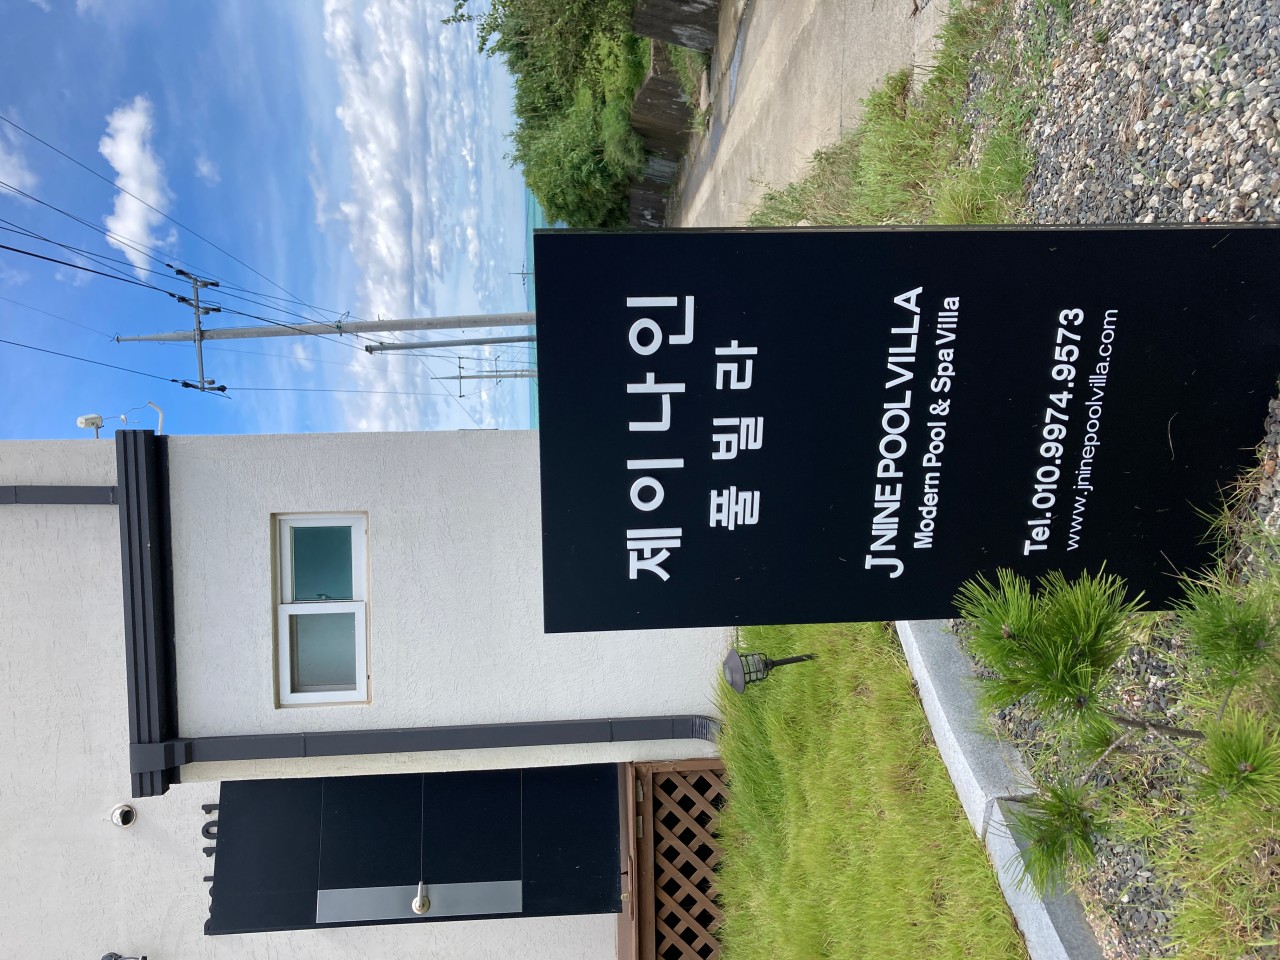 제이나인
풀빌라
J NINE POOL VILLA
Modern Pool & Spa Villa
Tel. 010.9974.9573
www.jninepoolvilla.com
J 101